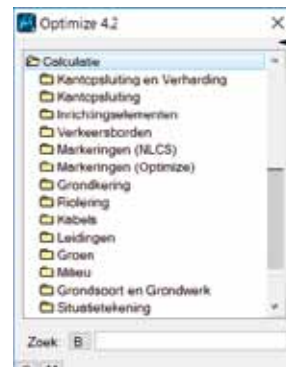 Optimize 4.2
Calculatie
Kantopsluiting en Verharding
Kantopsluiting
Inrichtingselementen
Verkeersborden
Markeringen (NLCS)
Markeringen (Optimize)
Grondkering
Riolering
Kabels
Leidingen
Groen
Milieu
Grondsoort en Grondwerk
Situatietekening
Zoek B